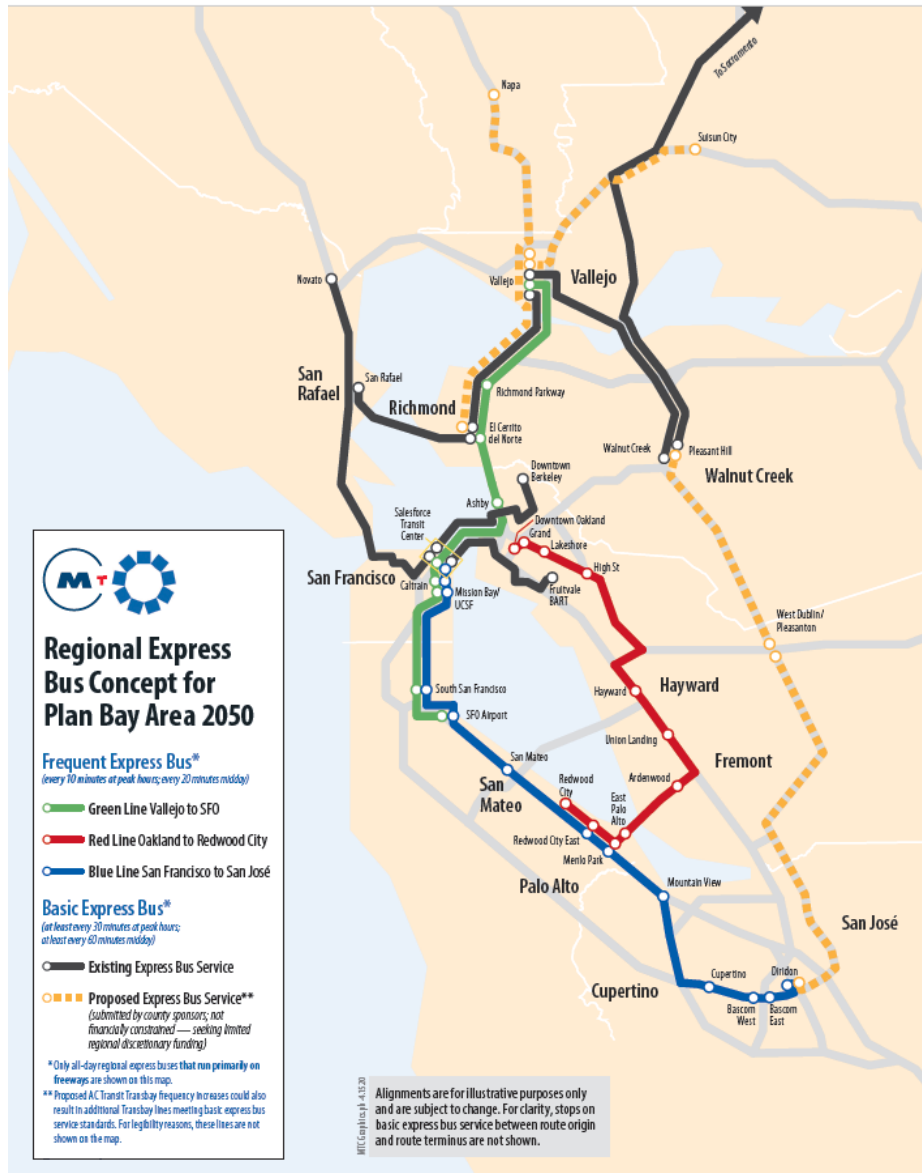 To Sacramento
Napa
Suisun City
Vallejo
Vallejo
Novato
San
Rafael
San Rafael
Richmond
Richmond Parkway
El Cerrito
del Norte
Walnut Creek
Pleasant Hill
Walnut Creek
Downtown
Berkeley
Ashby
Salesforce
Transit
Center
Downtown Oakland
Grand
Lakeshore
High St
San Francisco
Caltrain
Mission Bay/
UCSF
Fruitvale
BART
West Dublin/
Pleasanton
South San Francisco
SFO Airport
Hayward
Hayward
Union Landing
Fremont
San Mateo
San
Mateo
Redwood
City
Ardenwood
East
Palo
Alto
Redwood City East
Menlo Park
Palo Alto
Mountain View
San José
Cupertino
Cupertino
Diridon
Bascom
West
Bascom
East
M T
Regional Express
Bus Concept for
Plan Bay Area 2050
Frequent Express Bus*
(every 10 minutes at peak hours; every 20 minutes midday)
Green Line Vallejo to SFO
Red Line Oakland to Redwood City
Blue Line San Francisco to San José
Basic Express Bus*
(at least every 30 minutes at peak hours;
at least every 60 minutes midday)
Existing Express Bus Service
Proposed Express Bus Service**
(submitted by county sponsors; not
financially constrained — seeking limited
regional discretionary funding)
* Only all-day regional express buses that run primarily on
freeways are shown on this map.
** Proposed AC Transit Transbay frequency increases could also
result in additional Transbay lines meeting basic express bus
service standards. For legibility reasons, these lines are not
shown on the map.
MTC Graphics.ph -4.15.20
Alignments are for illustrative purposes only
and are subject to change. For clarity, stops on
basic express bus service between route origin
and route terminus are not shown.